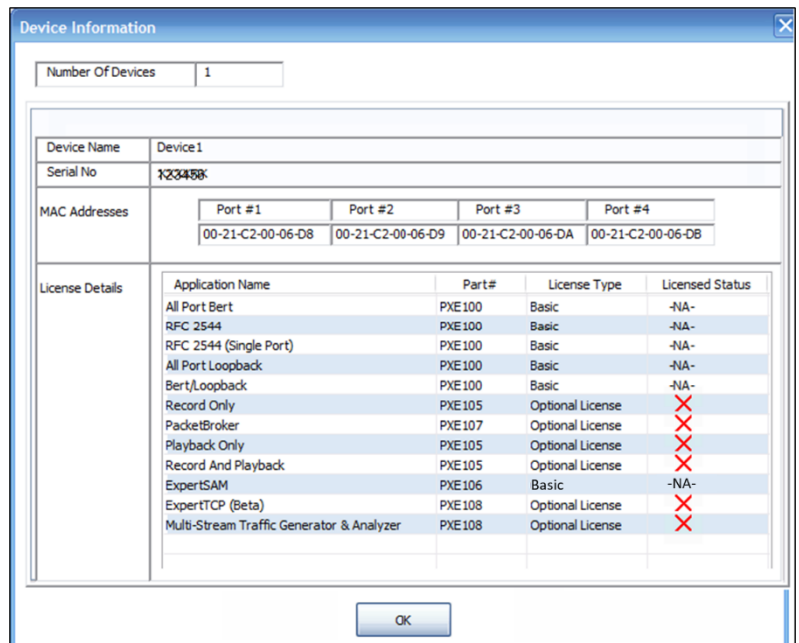 Device Information
Number Of Devices 1
Device Name Device1
Serial No
MAC Addresses Port #1 Port #2 Port #3 Port #4
00-21-C2-00-06-D8 00-21-C2-00-06-D9 00-21-C2-00-06-DA 00-21-C2-00-06-DB
License Details Application Name Part# License Type Licensed Status
All Port Bert PXE100 Basic -NA-
RFC 2544 PXE100 Basic -NA-
RFC 2544 (Single Port) PXE100 Basic -NA-
All Port Loopback PXE100 Basic -NA-
Bert/Loopback PXE100 Basic -NA-
Record Only PXE105 Optional License
PacketBroker PXE107 Optional License
Playback Only PXE105 Optional License
Record And Playback PXE105 Optional License
ExpertSAM PXE106 Basic -NA-
ExpertTCP (Beta) PXE108 Optional License
Multi-Stream Traffic Generator & Analyzer PXE108 Optional License
OK